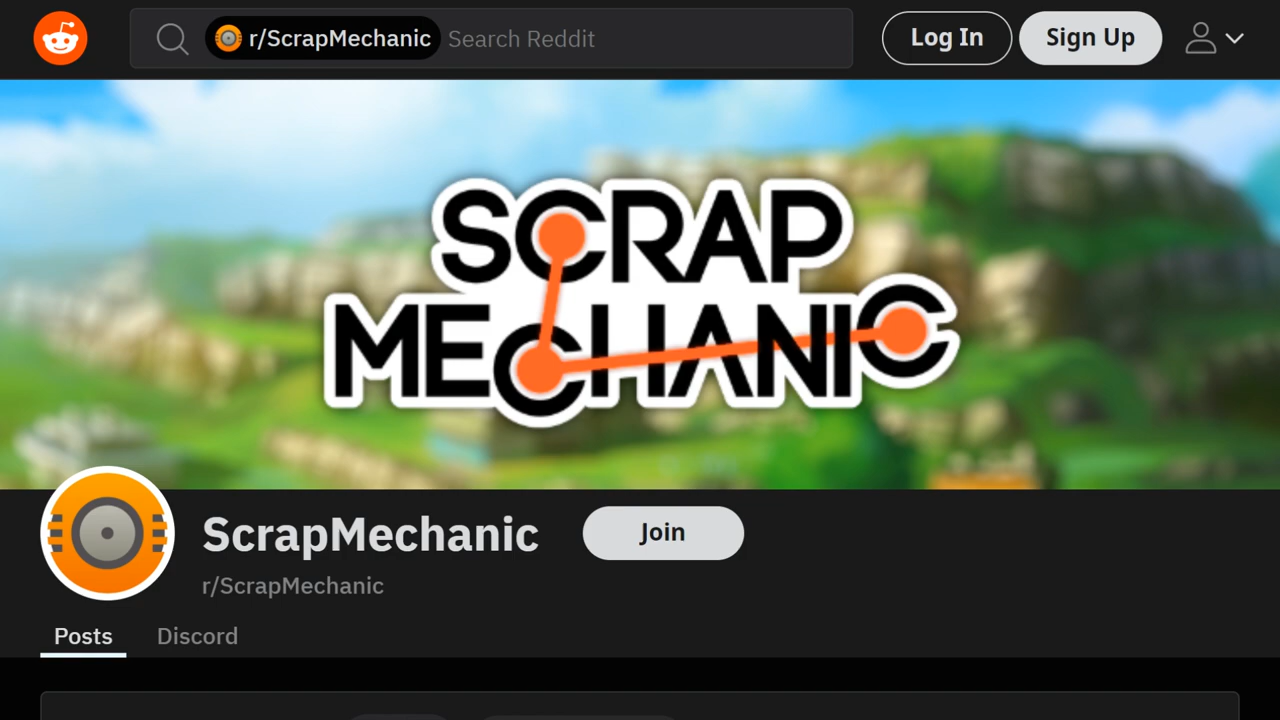 r/ScrapMechanic Search Reddit Log In Sign Up
SCRAP
MECHANIC
ScrapMechanic Join
r/ScrapMechanic
Posts Discord